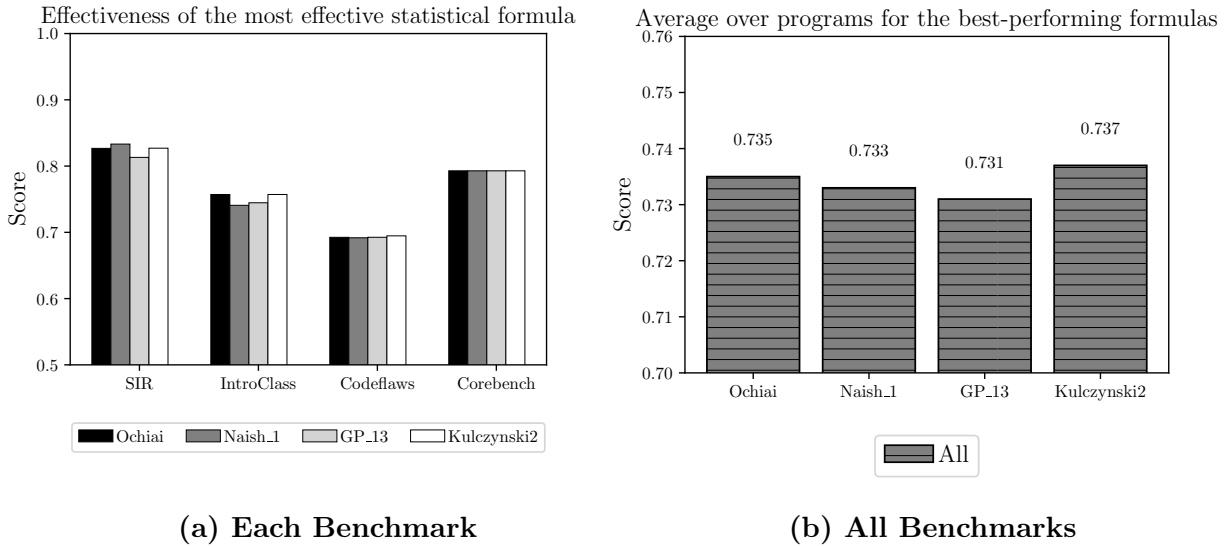 Effectiveness of the most effective statistical formula
1.0
0.9
0.8
0.7
0.6
0.5
Score
SIR IntroClass Codeflaws Corebench
Ochiai Naish_1 GP_13 Kulczynski2
(a) Each Benchmark
Average over programs for the best-performing formulas
0.76
0.75
0.74
0.73
0.72
0.71
0.70
Score
0.735 0.733 0.731 0.737
Ochiai Naish_1 GP_13 Kulczynski2
All
(b) All Benchmarks